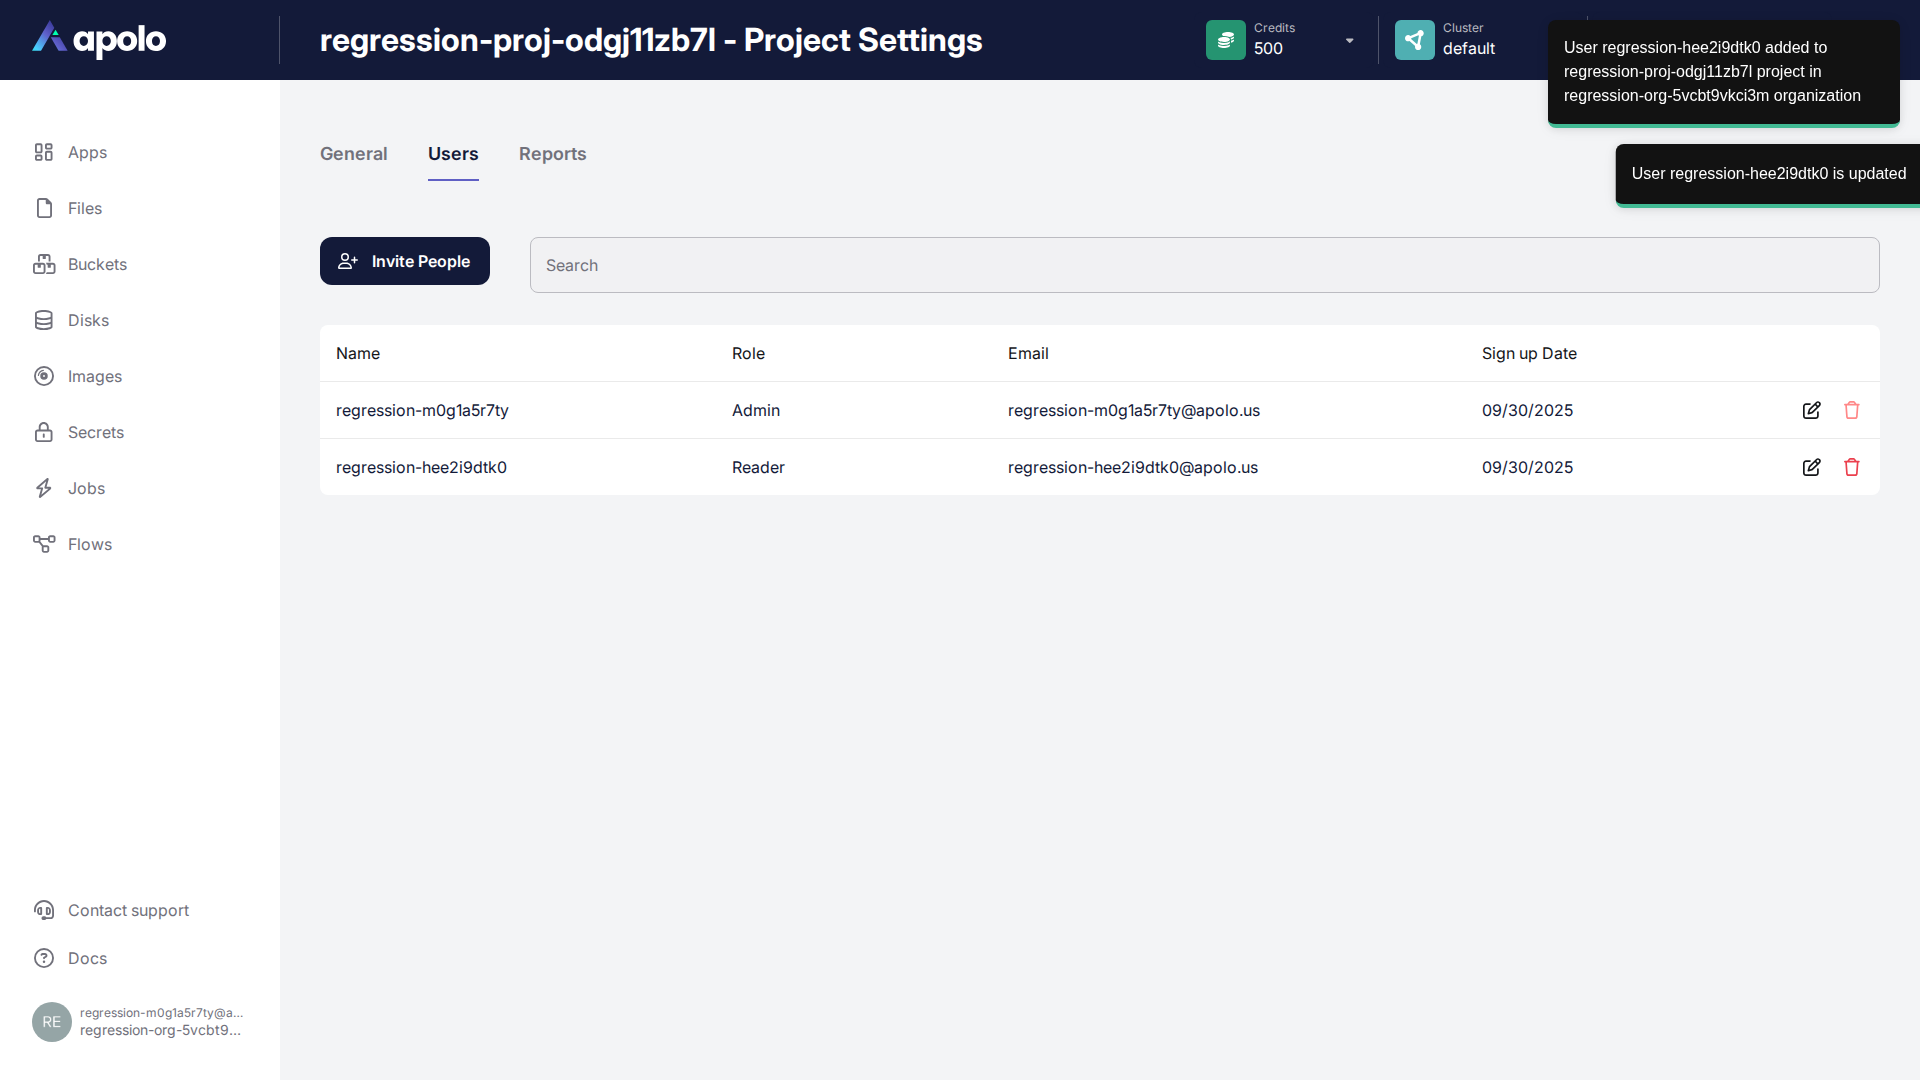 apolo
regression-proj-odgj11zb7l - Project Settings
Credits
500
Cluster
default
User regression-hee2i9dtk0 added to
regression-proj-odgj11zb7l project in
regression-org-5vcbt9vkci3m organization
User regression-hee2i9dtk0 is updated
Apps
Files
Buckets
Disks
Images
Secrets
Jobs
Flows
General
Users
Reports
Invite People
Search
Name Role Email Sign up Date
regression-m0g1a5r7ty Admin regression-m0g1a5r7ty@apolo.us 09/30/2025
regression-hee2i9dtk0 Reader regression-hee2i9dtk0@apolo.us 09/30/2025
Contact support
Docs
RE
regression-m0g1a5r7ty@a...
regression-org-5vcbt9...